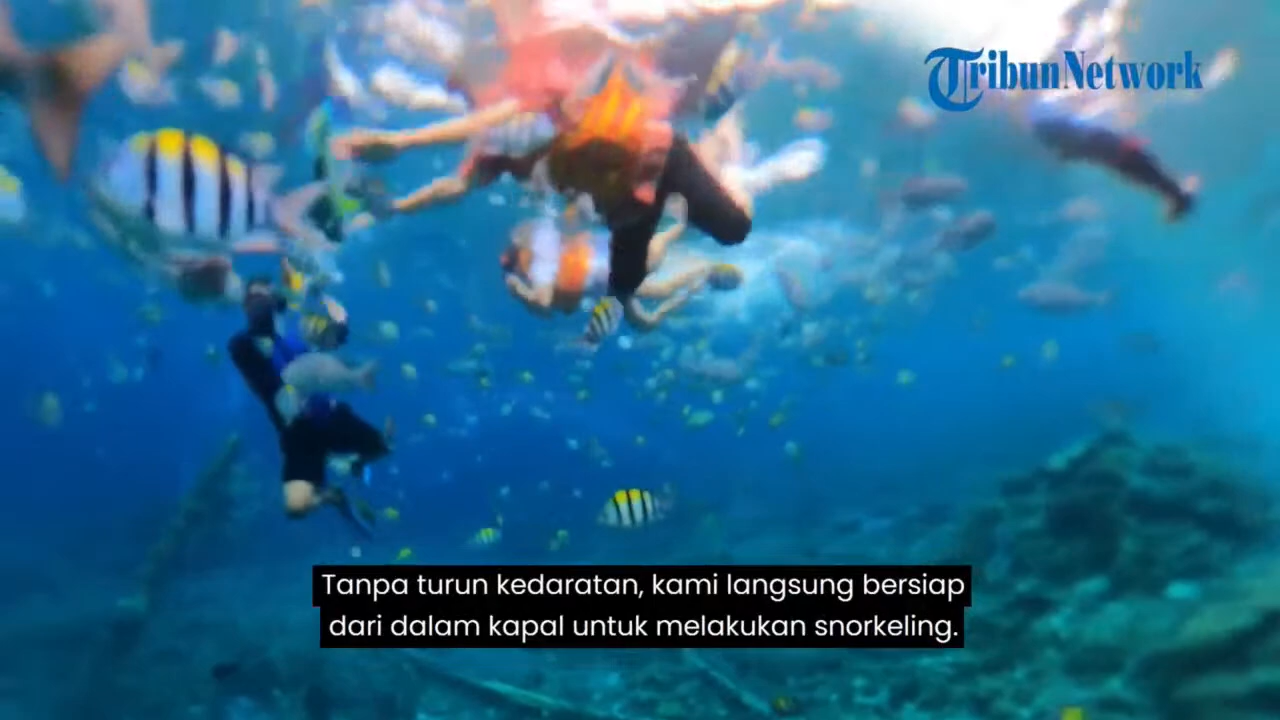 TribunNetwork
Tanpa turun kedaratan, kami langsung bersiap
dari dalam kapal untuk melakukan snorkeling.